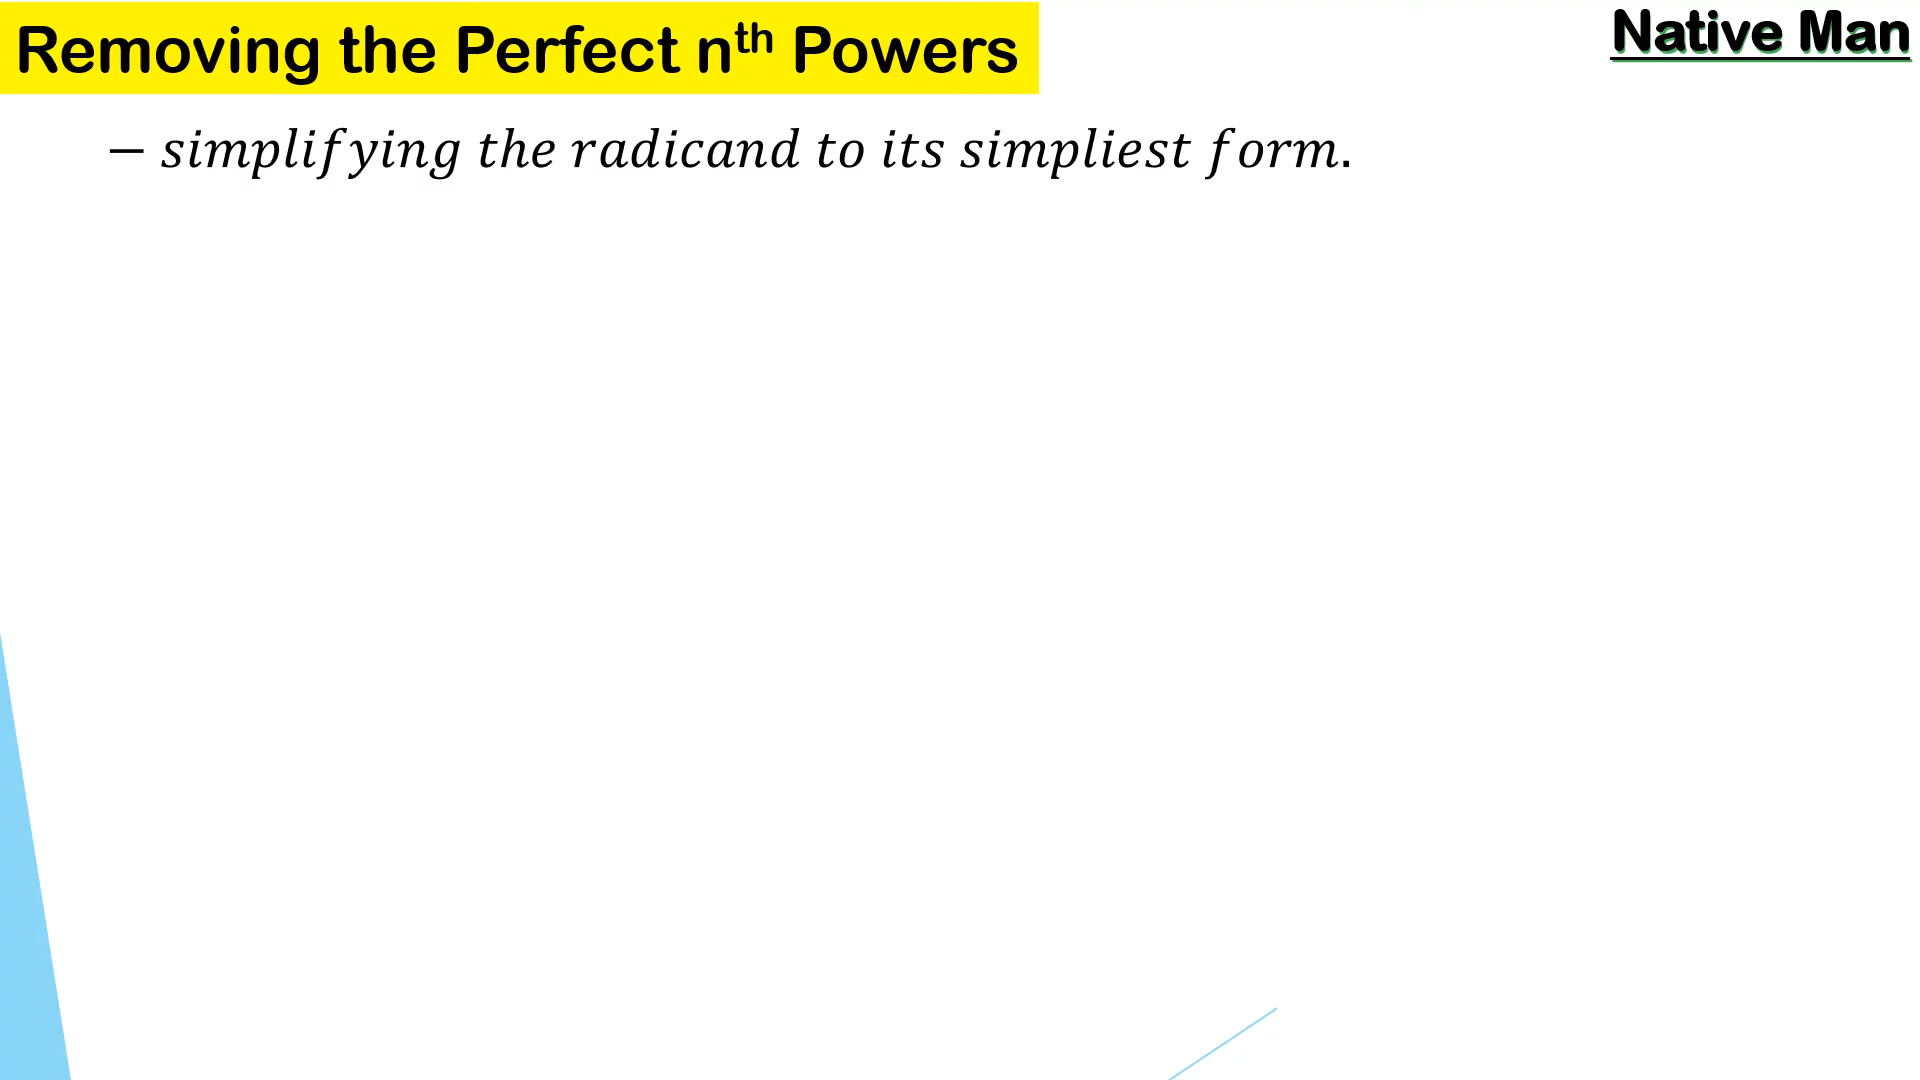 Removing the Perfect nᵗʰ Powers
Native Man
− simplifying the radicand to its simpliest form.